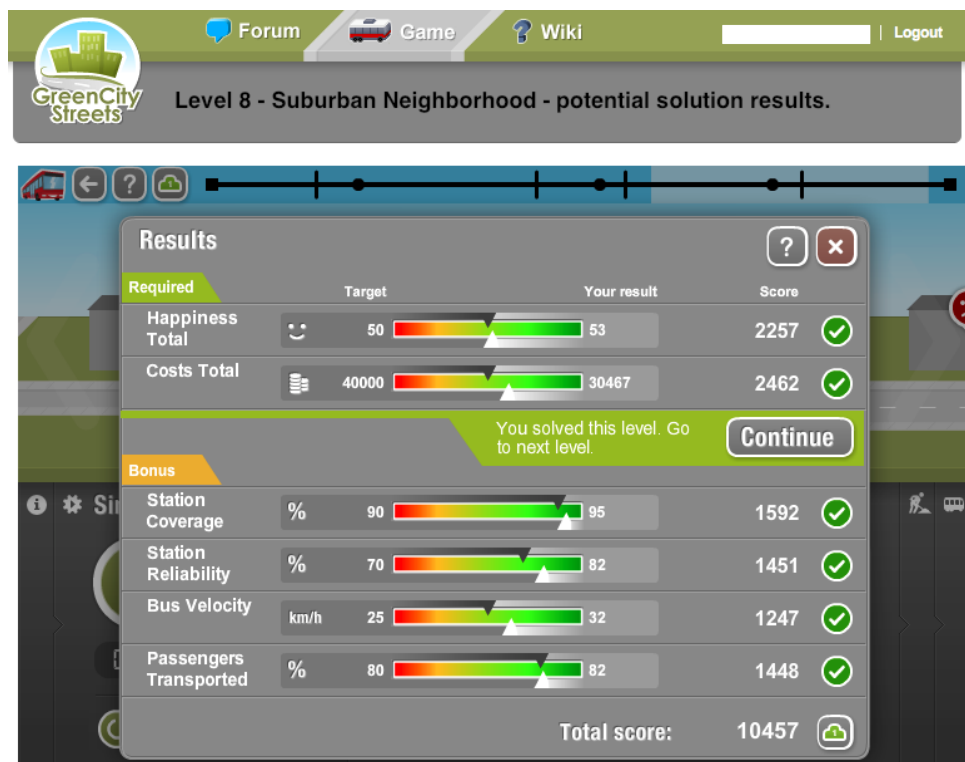 Forum
Game
Wiki
| Logout
GreenCity
Streets
Level 8 - Suburban Neighborhood - potential solution results.
Results
?
Required
Target
Your result
Score
Happiness
Total
50
53
2257
Costs Total
40000
30467
2462
You solved this level. Go
to next level.
Continue
Bonus
Station
Coverage
%
90
95
1592
Station
Reliability
%
70
82
1451
Bus Velocity
km/h
25
32
1247
Passengers
Transported
%
80
82
1448
Total score:
10457